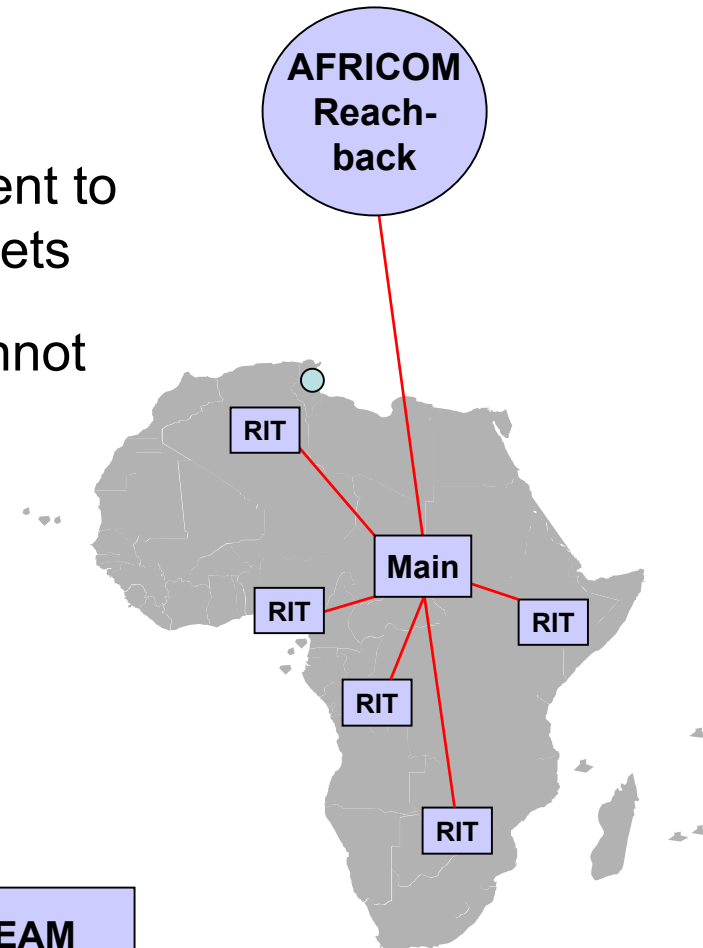 AFRICOM
Reach-
back
ent to
ets
nnot
RIT
Main
RIT
RIT
RIT
RIT
EAM